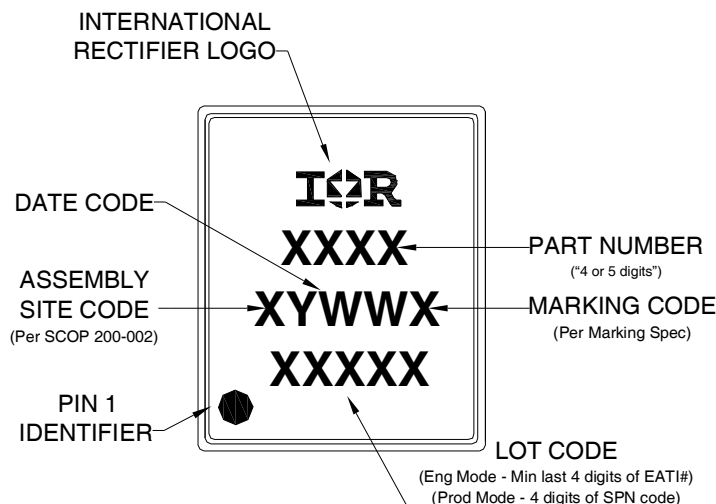 INTERNATIONAL
RECTIFIER LOGO
IOR
DATE CODE
XXXX
PART NUMBER
(“4 or 5 digits”)
ASSEMBLY
SITE CODE
(Per SCOP 200-002)
XYWWX
MARKING CODE
(Per Marking Spec)
XXXXX
PIN 1
IDENTIFIER
LOT CODE
(Eng Mode - Min last 4 digits of EATI#)
(Prod Mode - 4 digits of SPN code)